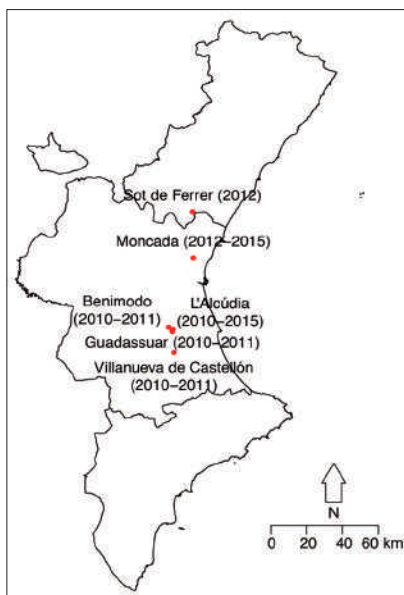 Sot de Ferrer (2012)
Moncada (2012–2015)
Benimodo
(2010–2011)
L'Alcúdia
(2010–2015)
Guadassuar (2010–2011)
Villanueva de Castellón
(2010–2011)
N
0 20 40 60 km